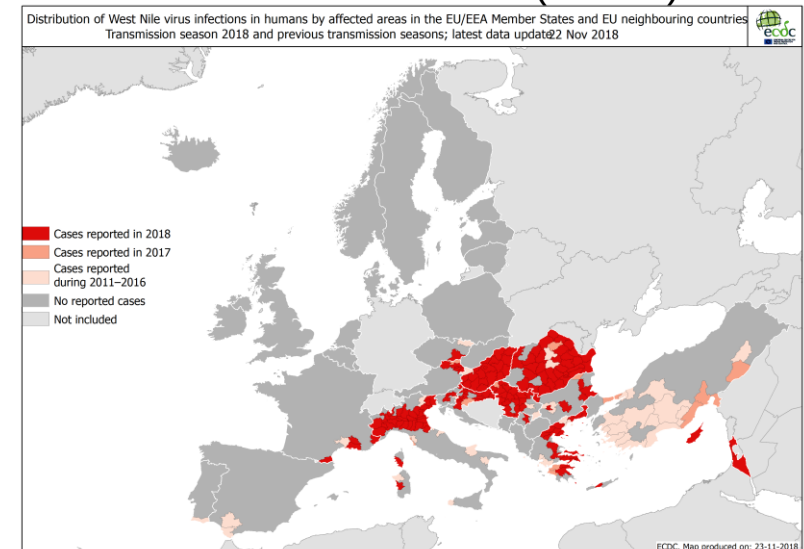 Distribution of West Nile virus infections in humans by affected areas in the EU/EEA Member States and EU neighbouring countries
Transmission season 2018 and previous transmission seasons; latest data update22 Nov 2018
ecdc
Cases reported in 2018
Cases reported in 2017
Cases reported
during 2011–2016
No reported cases
Not included
ECDC. Map produced on: 23-11-2018